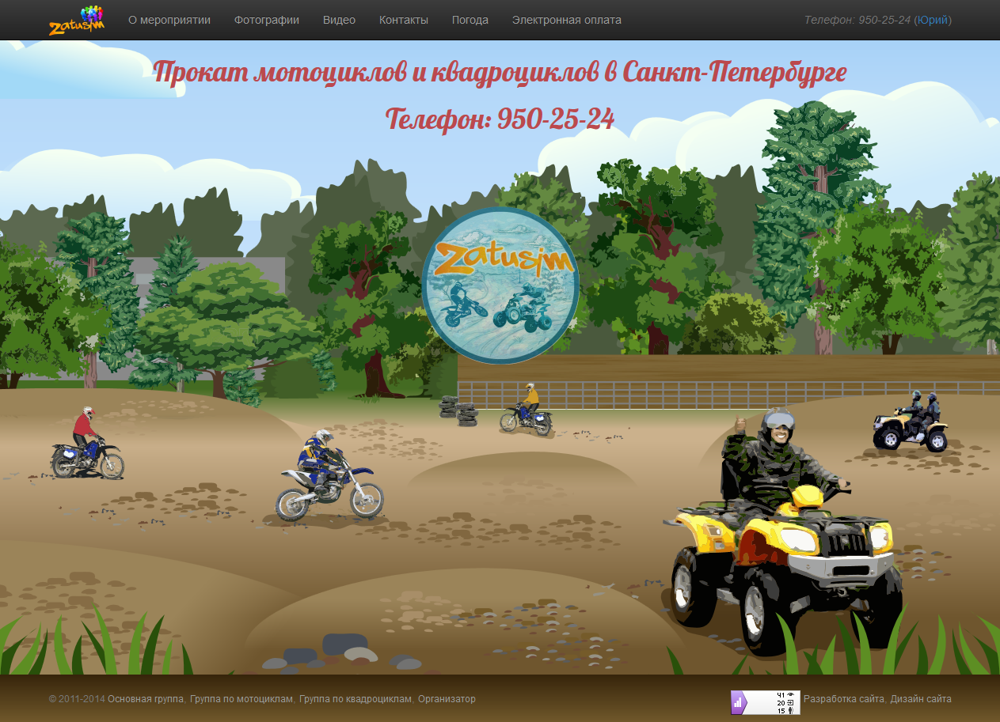 Zatusim О мероприятии Фотографии Видео Контакты Погода Электронная оплата Телефон: 950-25-24 (Юрий)
Прокат мотоциклов и квадроциклов в Санкт-Петербурге
Телефон: 950-25-24
Zatusim
© 2011-2014 Основная группа, Группа по мотоциклам, Группа по квадроциклам, Организатор
41
20
15
Разработка сайта, Дизайн сайта